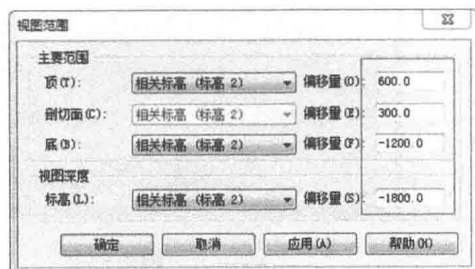 视图范围
主要范围
顶(T): 相关标高 (标高 2) 偏移量(O): 600.0
剖切面(C): 相关标高 (标高 2) 偏移量(E): 300.0
底(B): 相关标高 (标高 2) 偏移量(F): -1200.0
视图深度
标高(L): 相关标高 (标高 2) 偏移量(S): -1800.0
确定 取消 应用(A) 帮助(H)